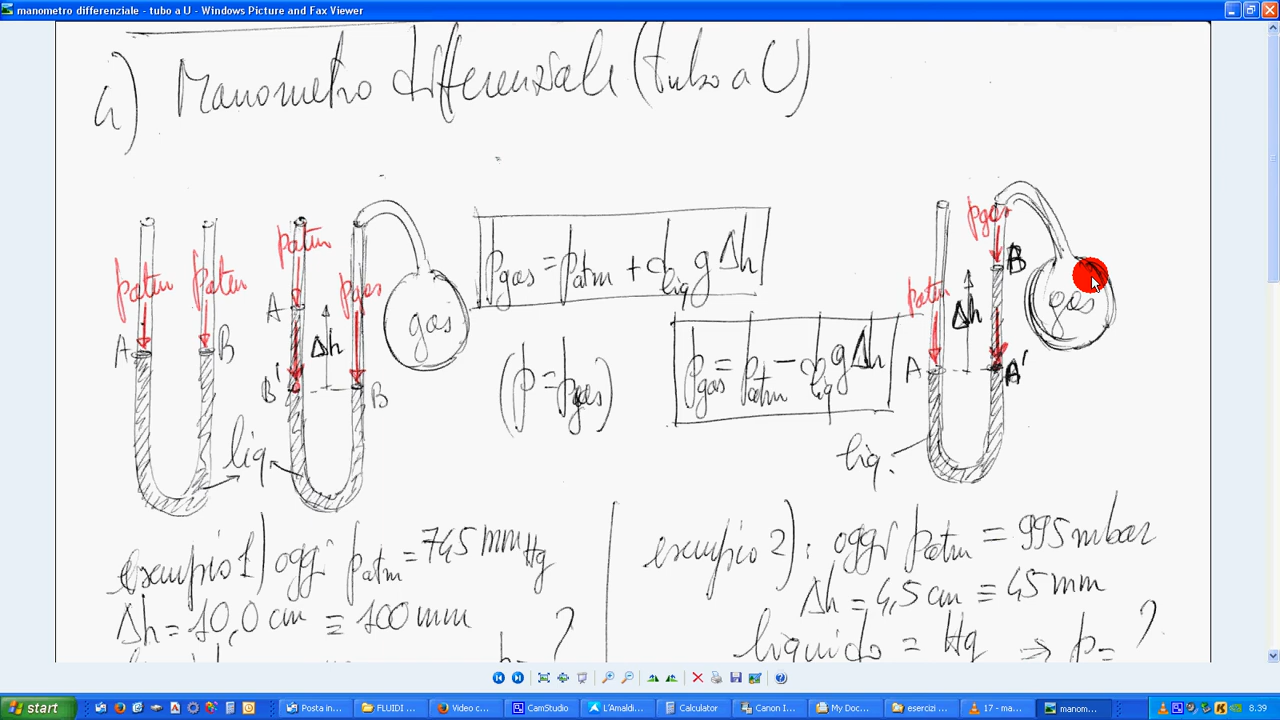 manometro differenziale - tubo a U - Windows Picture and Fax Viewer
4) Manometro differenziale (tubo a U)
patm patm A B liq
patm pgas A Δh B' B gas
pgas = patm + dliq g Δh
(p = pgas)
pgas = patm - dliq g Δh
patm pgas B Δh A A' gas liq.
esempio 1) oggi patm = 745 mmHg
Δh = 10,0 cm ≡ 100 mm
p = ?
esempio 2): oggi patm = 995 mbar
Δh = 4,5 cm = 45 mm
liquido = Hg ⇒ p = ?
start Posta in... FLUIDI Video c... CamStudio L'Amaldi... Calculator Canon I... My Doc... esercizi ... 17 - ma... manom... 8.39